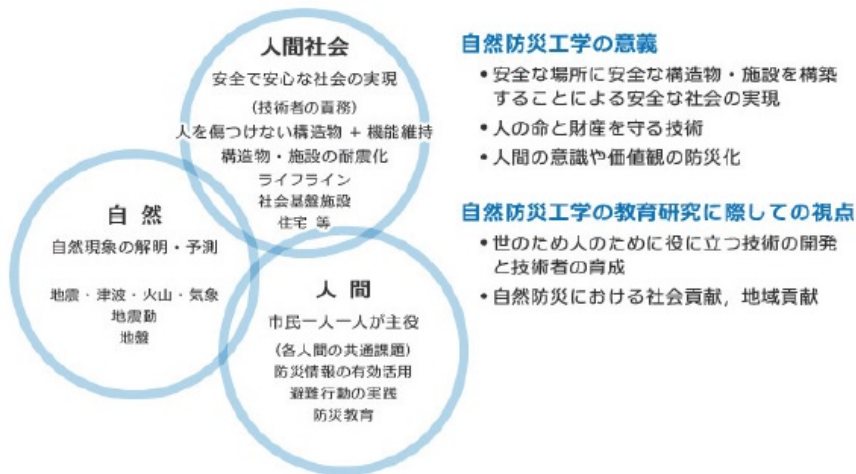 人間社会
安全で安心な社会の実現
(技術者の責務)
人を傷つけない構造物 + 機能維持
構造物・施設の耐震化
ライフライン
社会基盤施設
住宅 等
自 然
自然現象の解明・予測
地震・津波・火山・気象
地震動
地盤
人 間
市民一人一人が主役
(各人間の共通課題)
防災情報の有効活用
避難行動の実践
防災教育
自然防災工学の意義
•安全な場所に安全な構造物・施設を構築
することによる安全な社会の実現
•人の命と財産を守る技術
•人間の意識や価値観の防災化
自然防災工学の教育研究に際しての視点
•世のため人のために役に立つ技術の開発
と技術者の育成
•自然防災における社会貢献，地域貢献